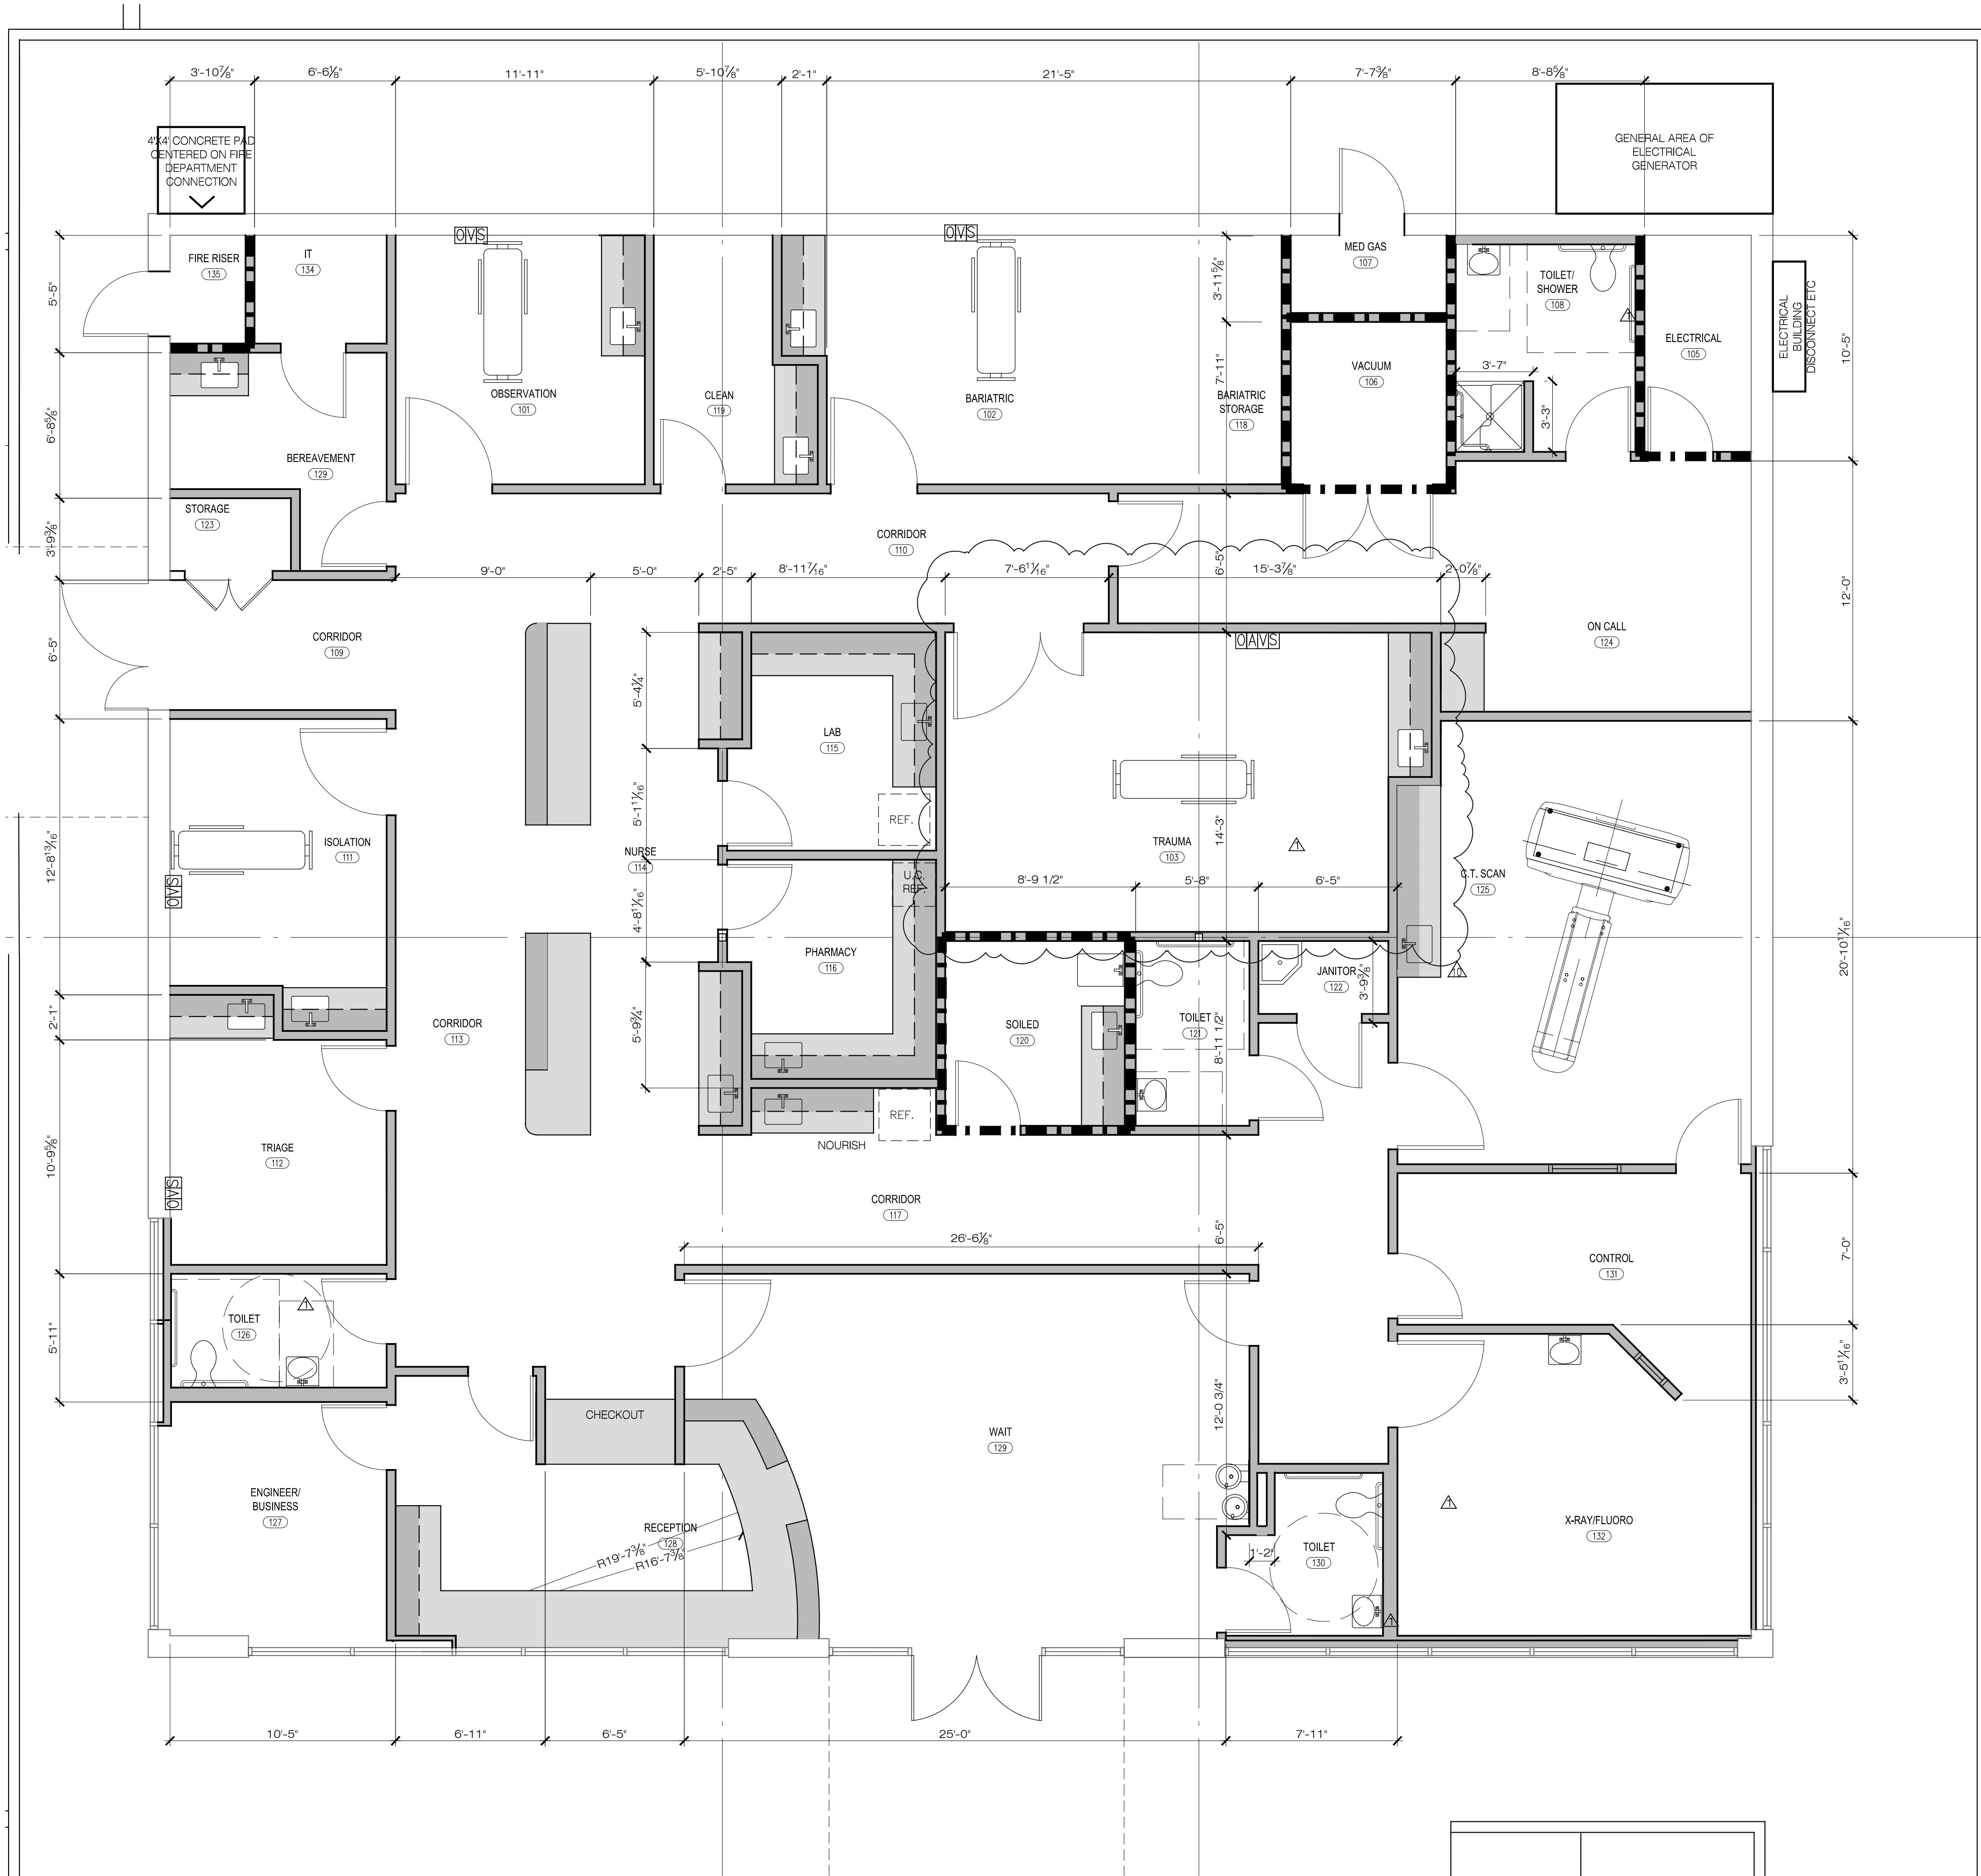 3'-10⅞"
6'-6⅛"
11'-11"
5'-10⅞"
2'-1"
21'-5"
7'-7⅜"
8'-8⅝"
4'X4' CONCRETE PAD
CENTERED ON FIRE
DEPARTMENT
CONNECTION
GENERAL AREA OF
ELECTRICAL
GENERATOR
OVS
OVS
FIRE RISER
135
IT
134
MED GAS
107
TOILET/
SHOWER
108
1
ELECTRICAL
105
ELECTRICAL
BUILDING
DISCONNECT ETC
5'-5"
3'-11⅝"
10'-5"
7'-11"
VACUUM
106
3'-7"
3'-3"
OBSERVATION
101
CLEAN
119
BARIATRIC
102
BARIATRIC
STORAGE
118
6'-8⅝"
BEREAVEMENT
129
STORAGE
123
3'-9⅜"
CORRIDOR
110
6'-5"
9'-0"
5'-0"
2'-5"
8'-11⁷⁄₁₆"
7'-6¹¹⁄₁₆"
15'-3⅞"
2'-0⅞"
12'-0"
ON CALL
124
CORRIDOR
109
6'-5"
OAVS
5'-4¼"
LAB
115
REF.
5'-1¹¹⁄₁₆"
TRAUMA
103
1
14'-3"
12'-8¹³⁄₁₆"
ISOLATION
111
OVS
NURSE
114
U.C.
REF.
8'-9 1/2"
5'-8"
6'-5"
C.T. SCAN
125
4'-8¹¹⁄₁₆"
PHARMACY
116
20'-10¹⁄₁₆"
JANITOR
122
3'-9⅜"
10
2'-1"
CORRIDOR
113
5'-9¾"
SOILED
120
TOILET
121
8'-11 1/2"
REF.
NOURISH
10'-9⅝"
TRIAGE
112
OVS
CORRIDOR
117
6'-5"
26'-6⅛"
CONTROL
131
7'-0"
TOILET
126
1
5'-11"
3'-5¹¹⁄₁₆"
CHECKOUT
WAIT
129
12'-0 3/4"
ENGINEER/
BUSINESS
127
RECEPTION
128
R19'-7⅜"
R16'-7⅜"
1'-2"
TOILET
130
1
1
X-RAY/FLUORO
132
10'-5"
6'-11"
6'-5"
25'-0"
7'-11"